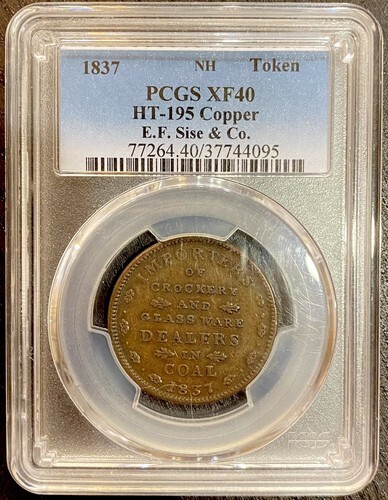 1837 NH Token
PCGS XF40
HT-195 Copper
E.F. Sise & Co.
77264.40/37744095
IMPORTERS
OF
CROCKERY
AND
GLASS WARE
DEALERS
IN
COAL
1837
PCGS